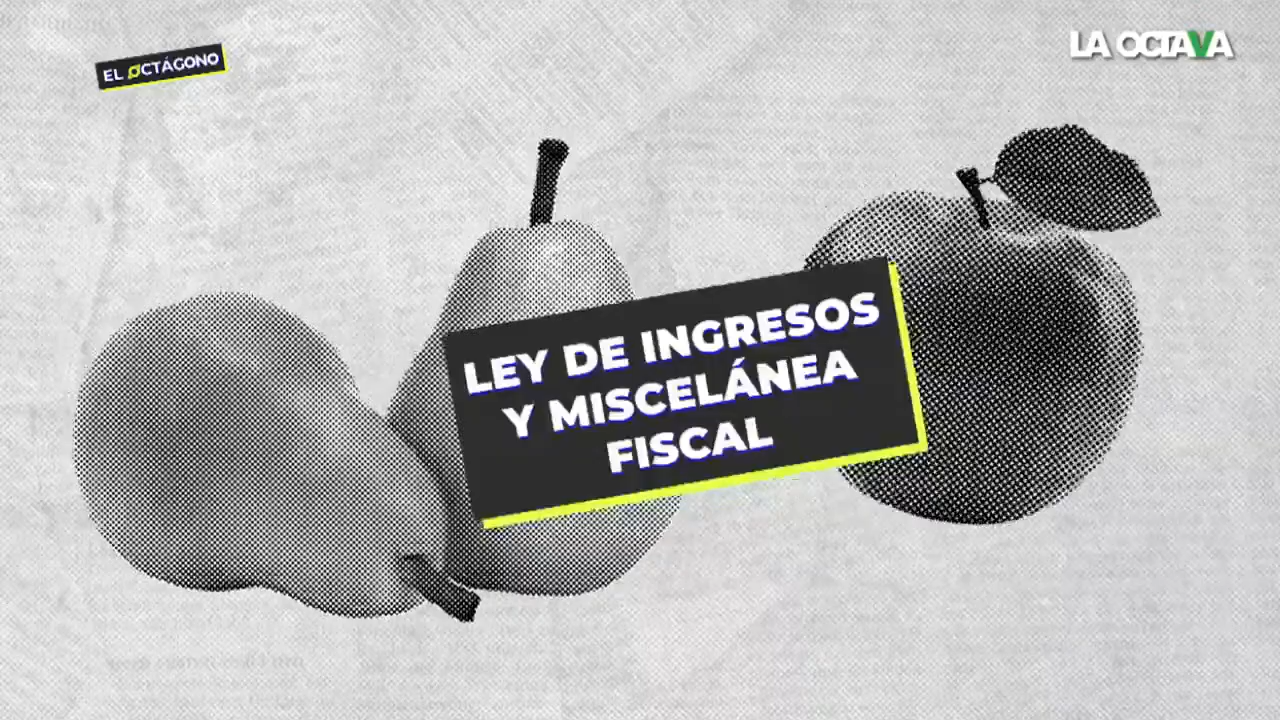 EL OCTÁGONO
LA OCTAVA
LEY DE INGRESOS
Y MISCELÁNEA
FISCAL